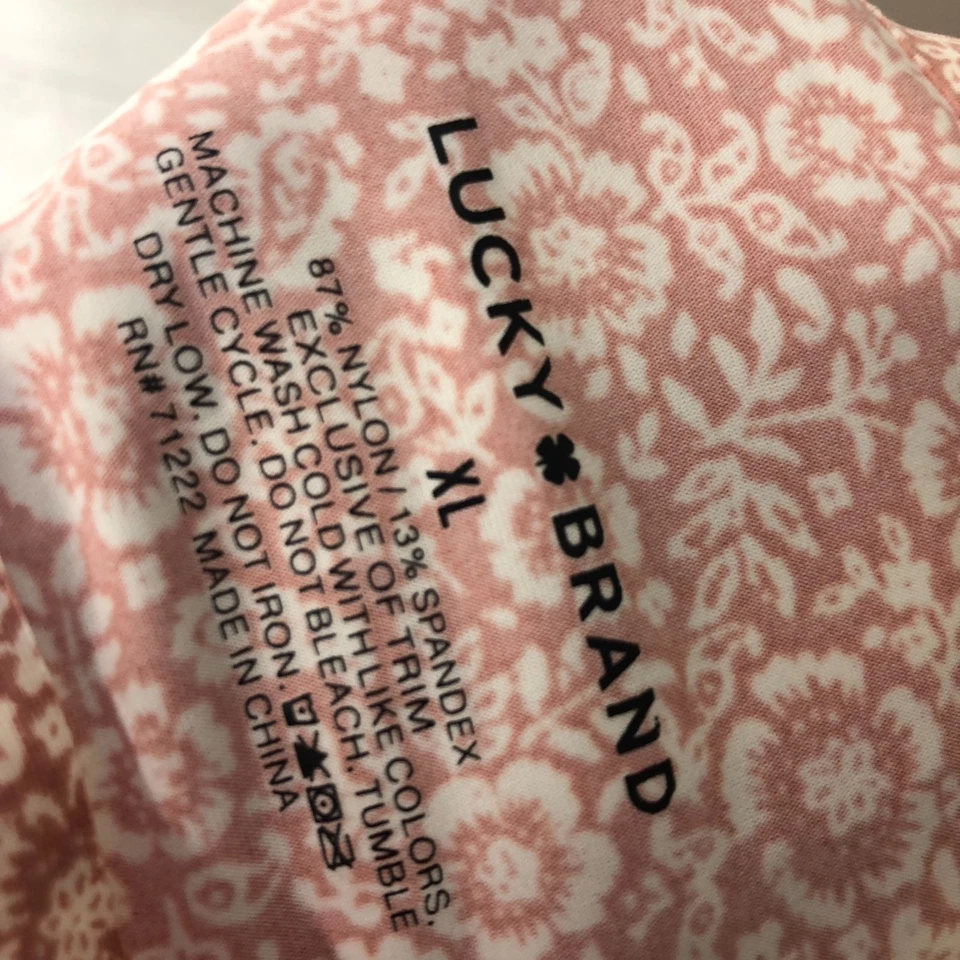 LUCKY BRAND
XL
87% NYLON / 13% SPANDEX
EXCLUSIVE OF TRIM
MACHINE WASH COLD WITH LIKE COLORS.
GENTLE CYCLE. DO NOT BLEACH. TUMBLE
DRY LOW. DO NOT IRON.
RN# 71222 MADE IN CHINA